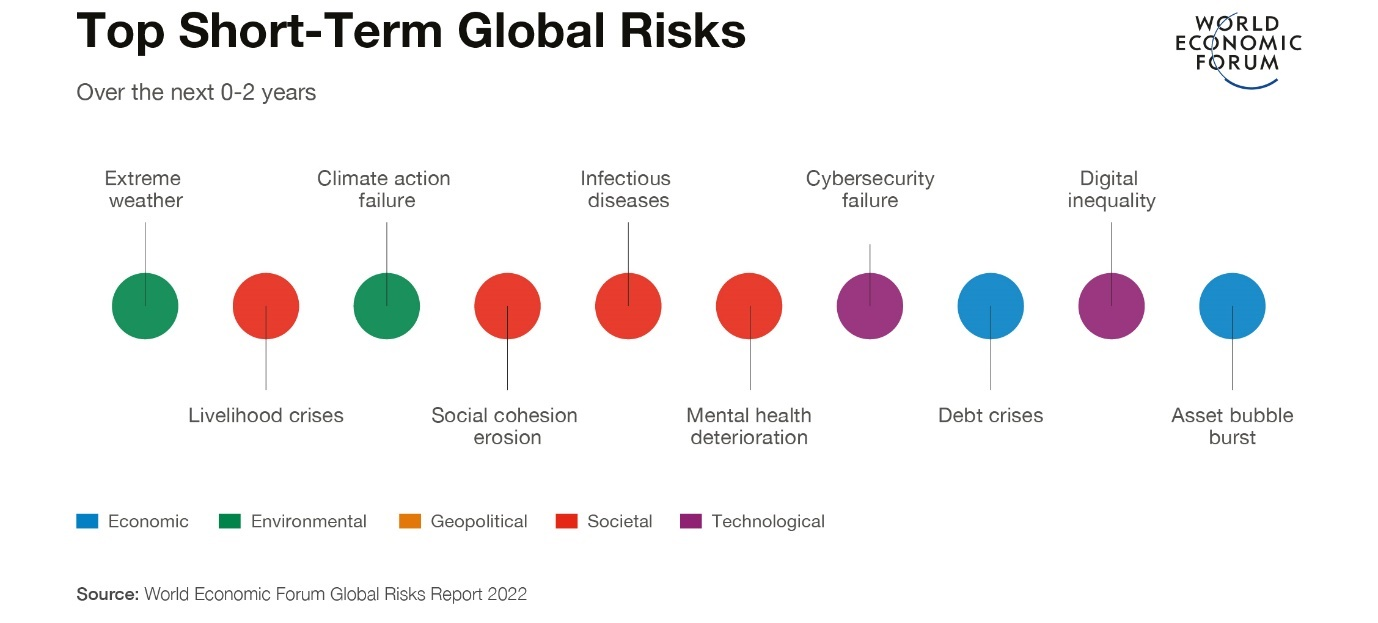 Top Short-Term Global Risks
WORLD
ECONOMIC
FORUM
Over the next 0-2 years
Extreme
weather
Climate action
failure
Infectious
diseases
Cybersecurity
failure
Digital
inequality
Livelihood crises
Social cohesion
erosion
Mental health
deterioration
Debt crises
Asset bubble
burst
Economic
Environmental
Geopolitical
Societal
Technological
Source: World Economic Forum Global Risks Report 2022